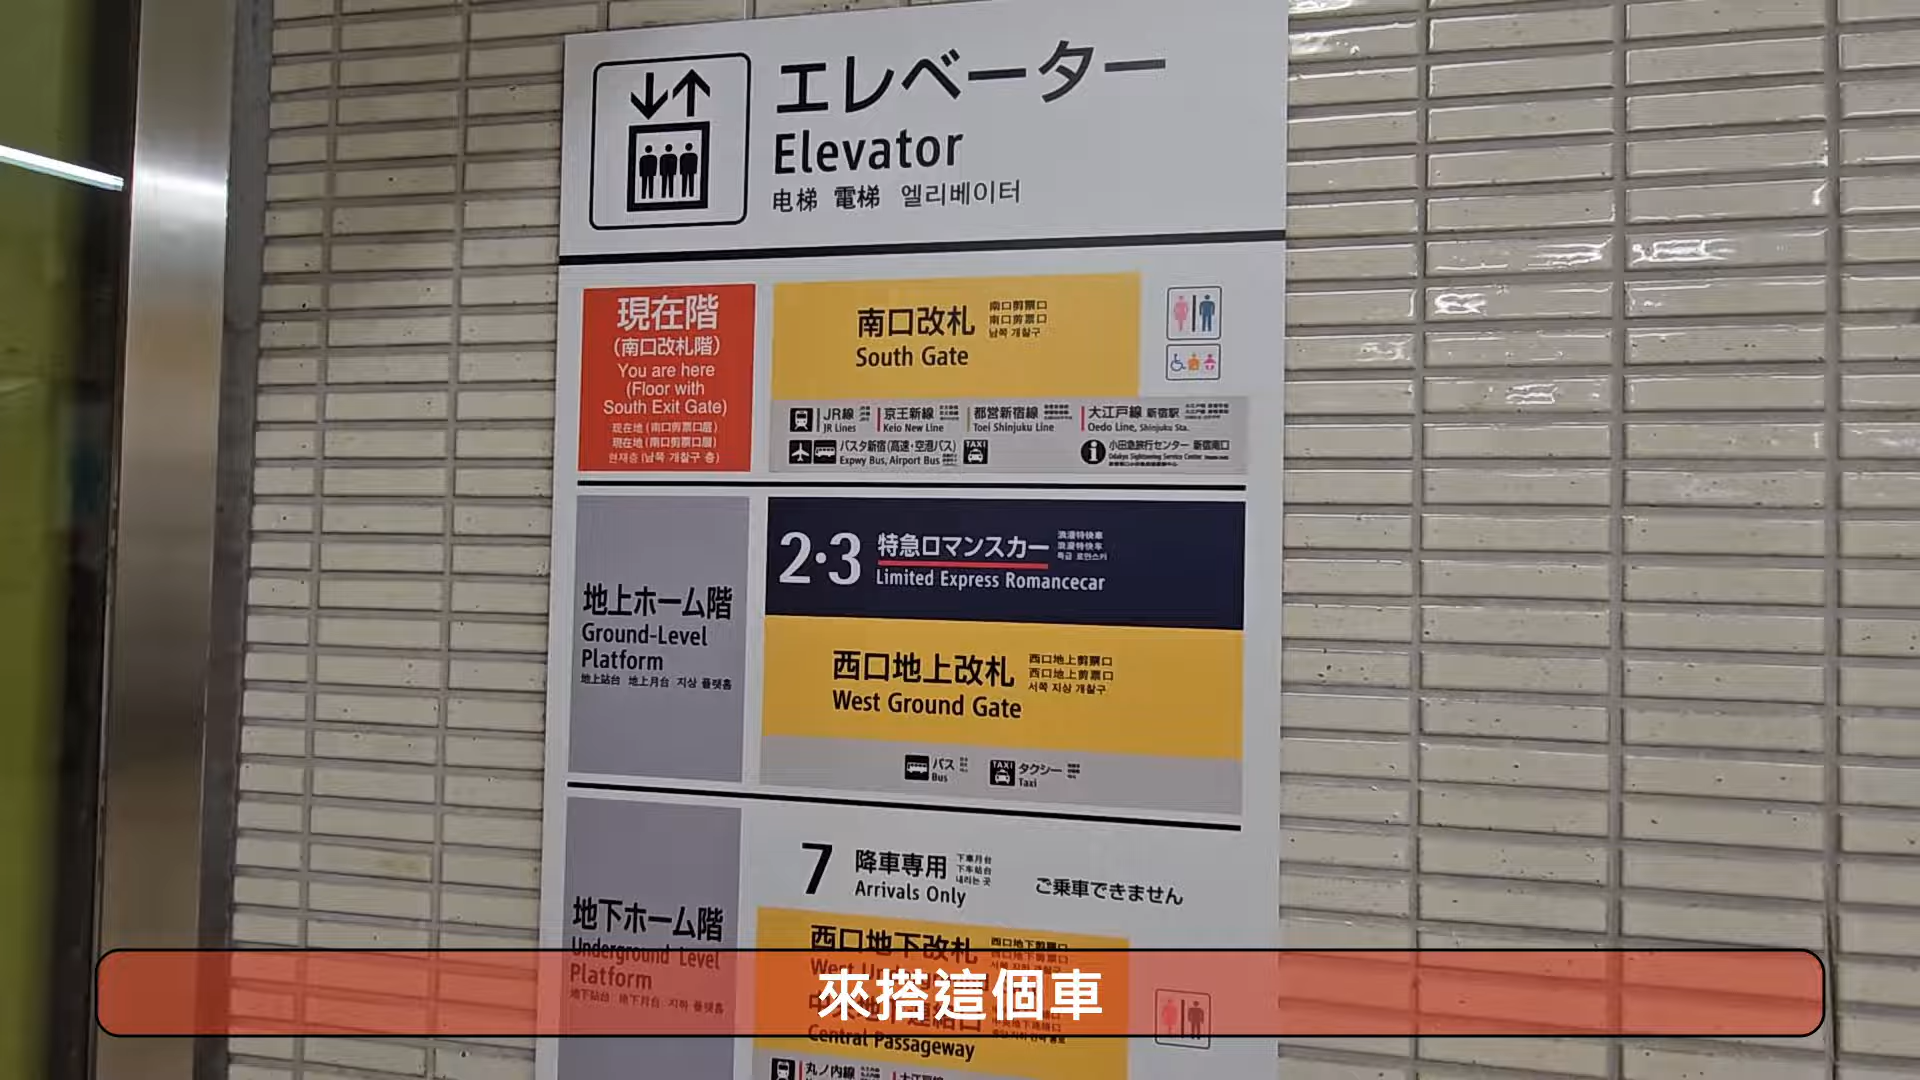 エレベーター
Elevator
电梯 電梯 엘리베이터
現在階
(南口改札階)
You are here
(Floor with
South Exit Gate)
现在地(南口剪票口层)
現在地(南口剪票口層)
현재층 (남쪽 개찰구 층)
南口改札
South Gate
南口剪票口
南口剪票口
남쪽 개찰구
JR線
JR Lines
京王新線
Keio New Line
都営新宿線
Toei Shinjuku Line
大江戸線 新宿駅
Oedo Line, Shinjuku Sta.
バスタ新宿(高速・空港バス)
Expwy Bus, Airport Bus
TAXI
小田急旅行センター 新宿南口
Odakyu Sightseeing Service Center
地上ホーム階
Ground-Level
Platform
地上站台 地上月台 지상 플랫홈
2・3
特急ロマンスカー
Limited Express Romancecar
浪漫特快車
浪漫特快车
특급 로만스카
西口地上改札
West Ground Gate
西口地上剪票口
西口地上剪票口
서쪽 지상 개찰구
バス
Bus
TAXI
タクシー
Taxi
地下ホーム階
Underground Level
Platform
地下站台 地下月台 지하 플랫홈
7
降車専用
Arrivals Only
下車月台
下车站台
내리는 곳
ご乗車できません
西口地下改札
西口地下剪票口
Central Passageway
丸ノ内線
來搭這個車